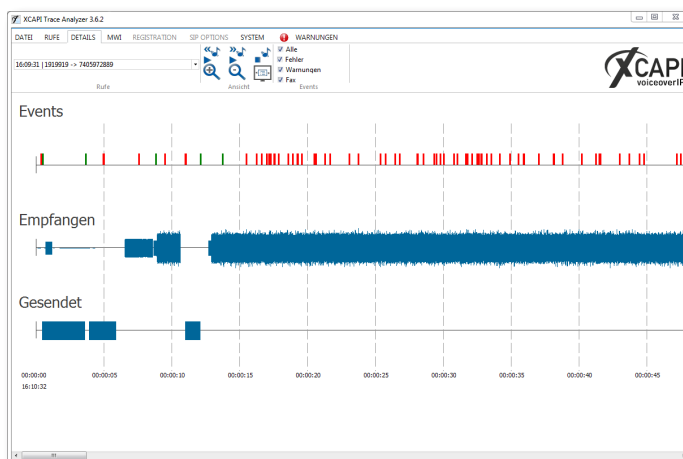 XCAPI Trace Analyzer 3.6.2
DATEI RUFE DETAILS MWI REGISTRATION SIP OPTIONS SYSTEM WARNUNGEN
16:09:31 | 1919919 -> 7405972889
Alle
Fehler
Warnungen
Fax
Rufe Ansicht Events
XCAPI
voiceoverIP
Events
Empfangen
Gesendet
00:00:00 00:00:05 00:00:10 00:00:15 00:00:20 00:00:25 00:00:30 00:00:35 00:00:40 00:00:45
16:10:32